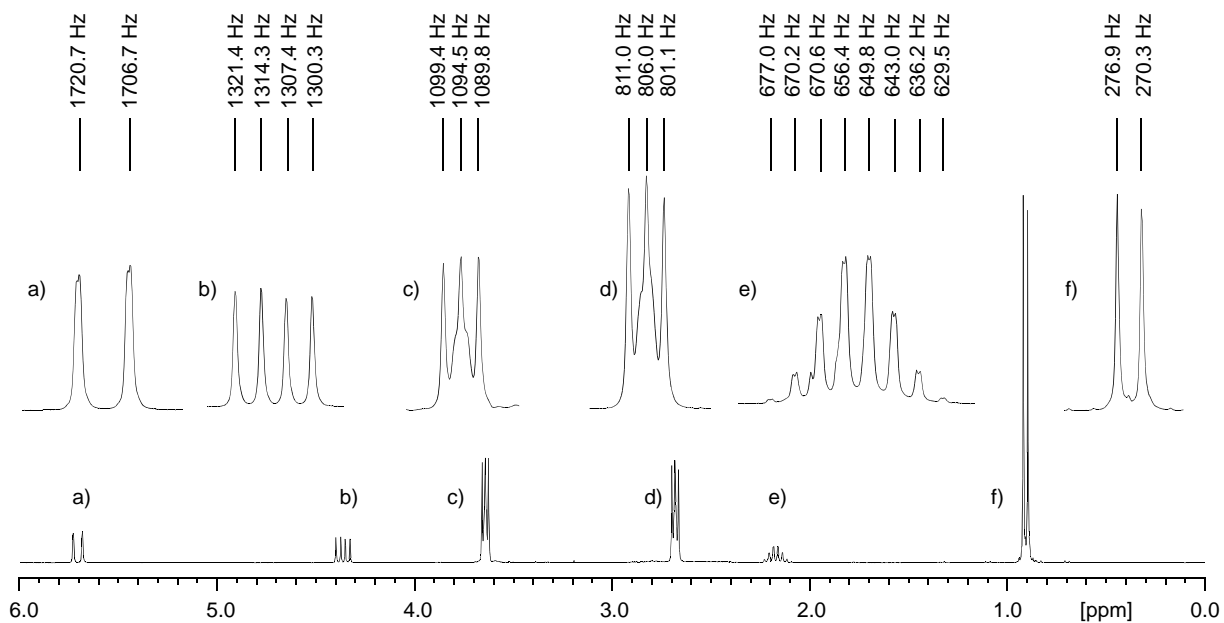 1720.7 Hz
1706.7 Hz
1321.4 Hz
1314.3 Hz
1307.4 Hz
1300.3 Hz
1099.4 Hz
1094.5 Hz
1089.8 Hz
811.0 Hz
806.0 Hz
801.1 Hz
677.0 Hz
670.2 Hz
670.6 Hz
656.4 Hz
649.8 Hz
643.0 Hz
636.2 Hz
629.5 Hz
276.9 Hz
270.3 Hz
a) b) c) d) e) f)
a) b) c) d) e) f)
6.0 5.0 4.0 3.0 2.0 1.0 [ppm] 0.0